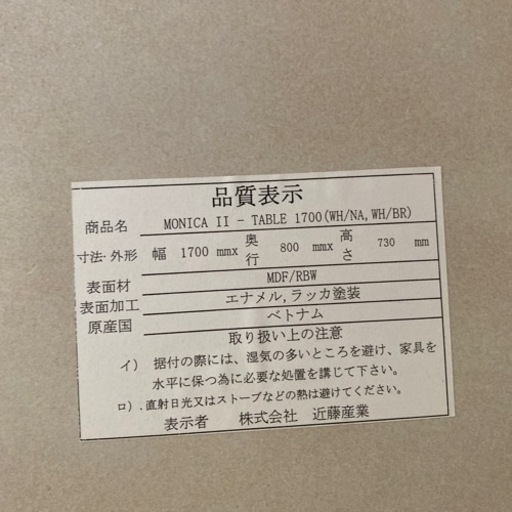 品質表示
商品名 MONICA II - TABLE 1700(WH/NA,WH/BR)
寸法・外形 幅 1700 mmx 奥行 800 mmx 高さ 730 mm
表面材 MDF/RBW
表面加工 エナメル,ラッカ塗装
原産国 ベトナム
取り扱い上の注意
イ） 据付の際には、湿気の多いところを避け、家具を
水平に保つ為に必要な処置を講じて下さい。
ロ）.直射日光又はストーブなどの熱は避けてください。
表示者 株式会社 近藤産業